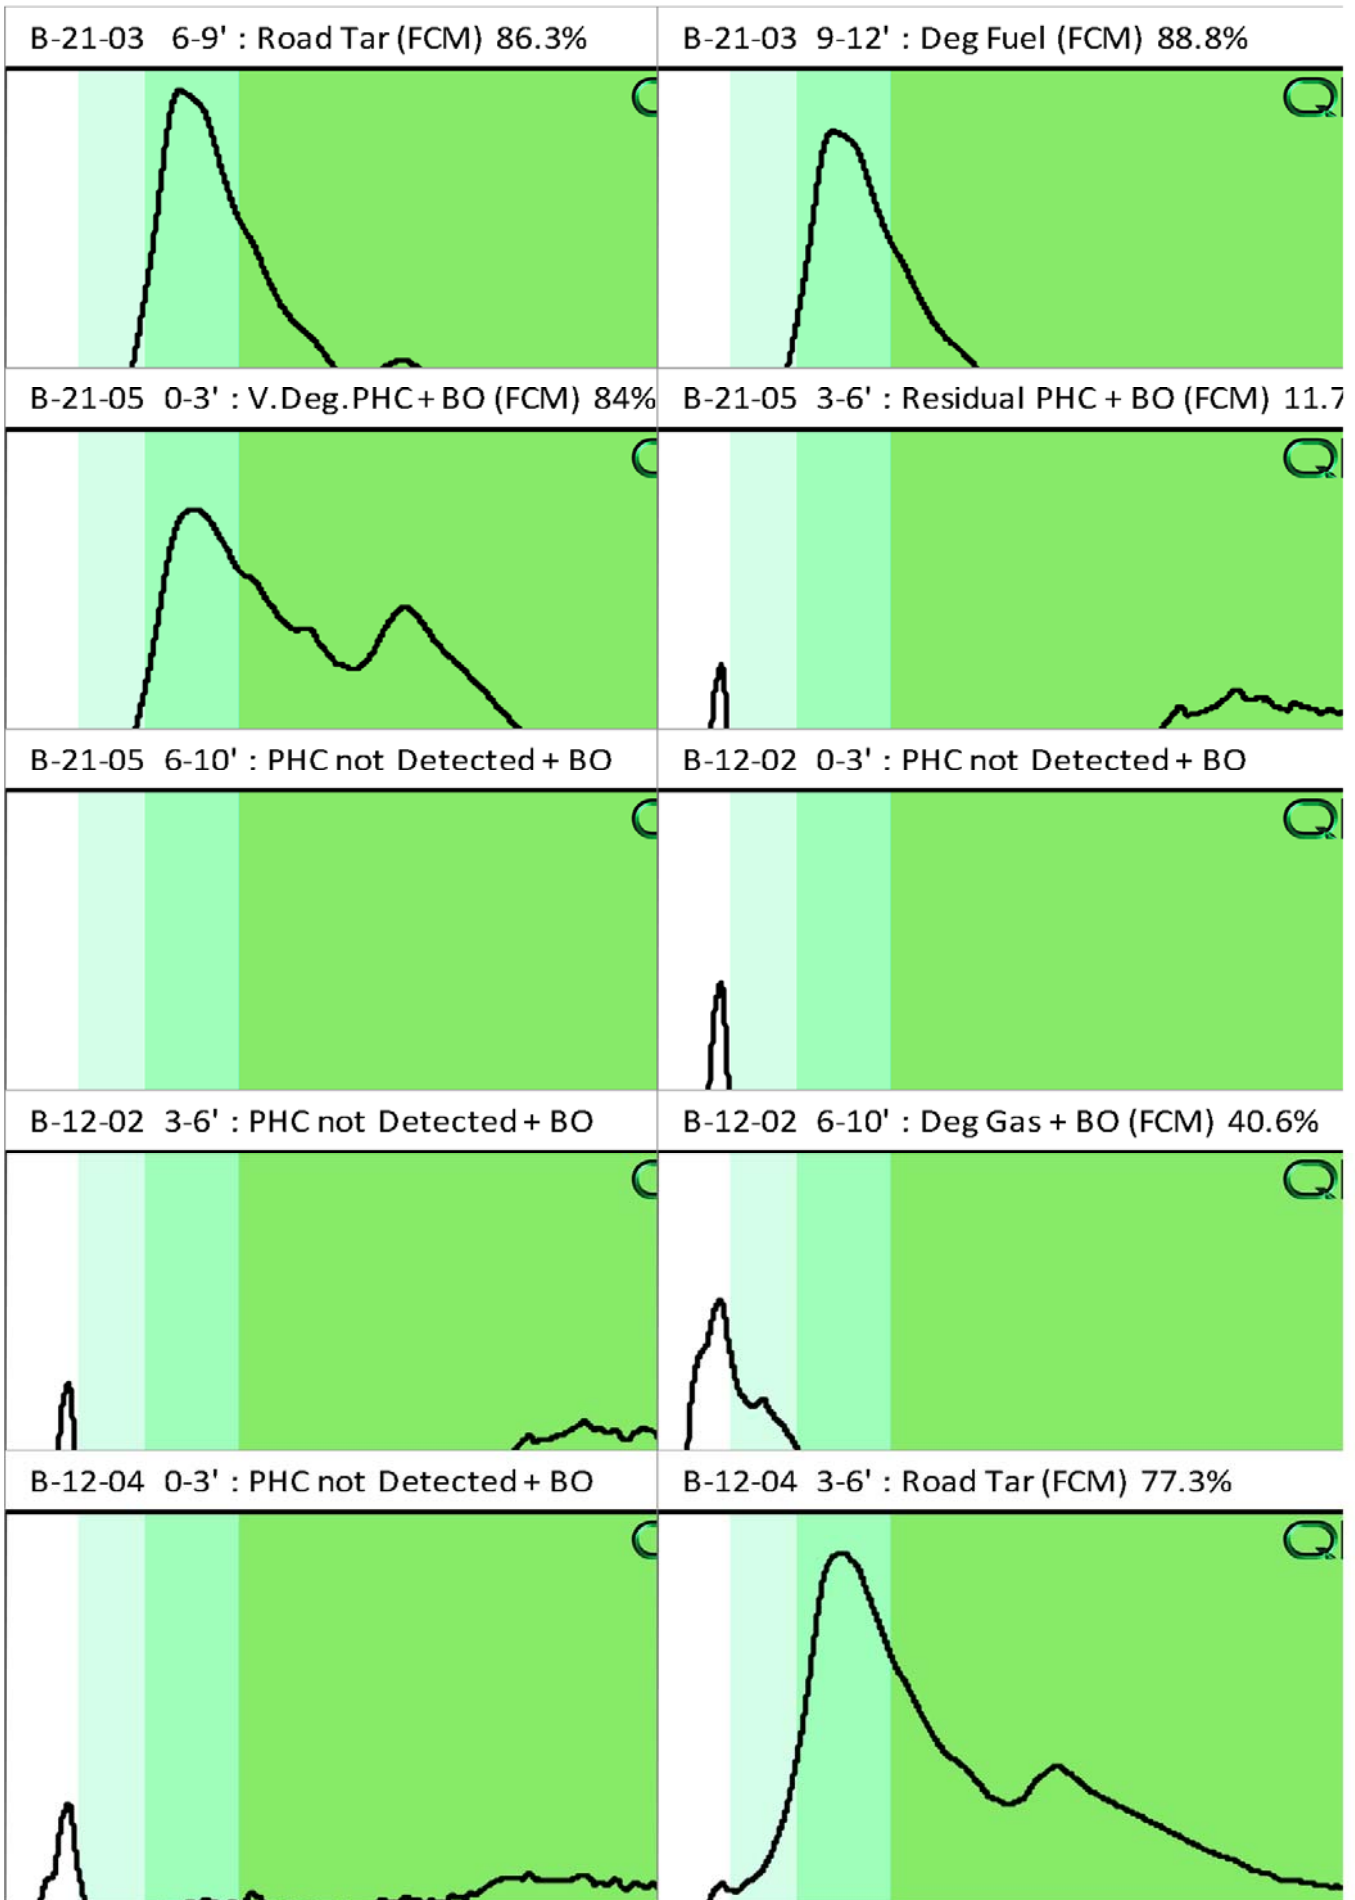 B-21-03 6-9' : Road Tar (FCM) 86.3%
B-21-03 9-12' : Deg Fuel (FCM) 88.8%
B-21-05 0-3' : V.Deg.PHC + BO (FCM) 84%
B-21-05 3-6' : Residual PHC + BO (FCM) 11.7
B-21-05 6-10' : PHC not Detected + BO
B-12-02 0-3' : PHC not Detected + BO
B-12-02 3-6' : PHC not Detected + BO
B-12-02 6-10' : Deg Gas + BO (FCM) 40.6%
B-12-04 0-3' : PHC not Detected + BO
B-12-04 3-6' : Road Tar (FCM) 77.3%